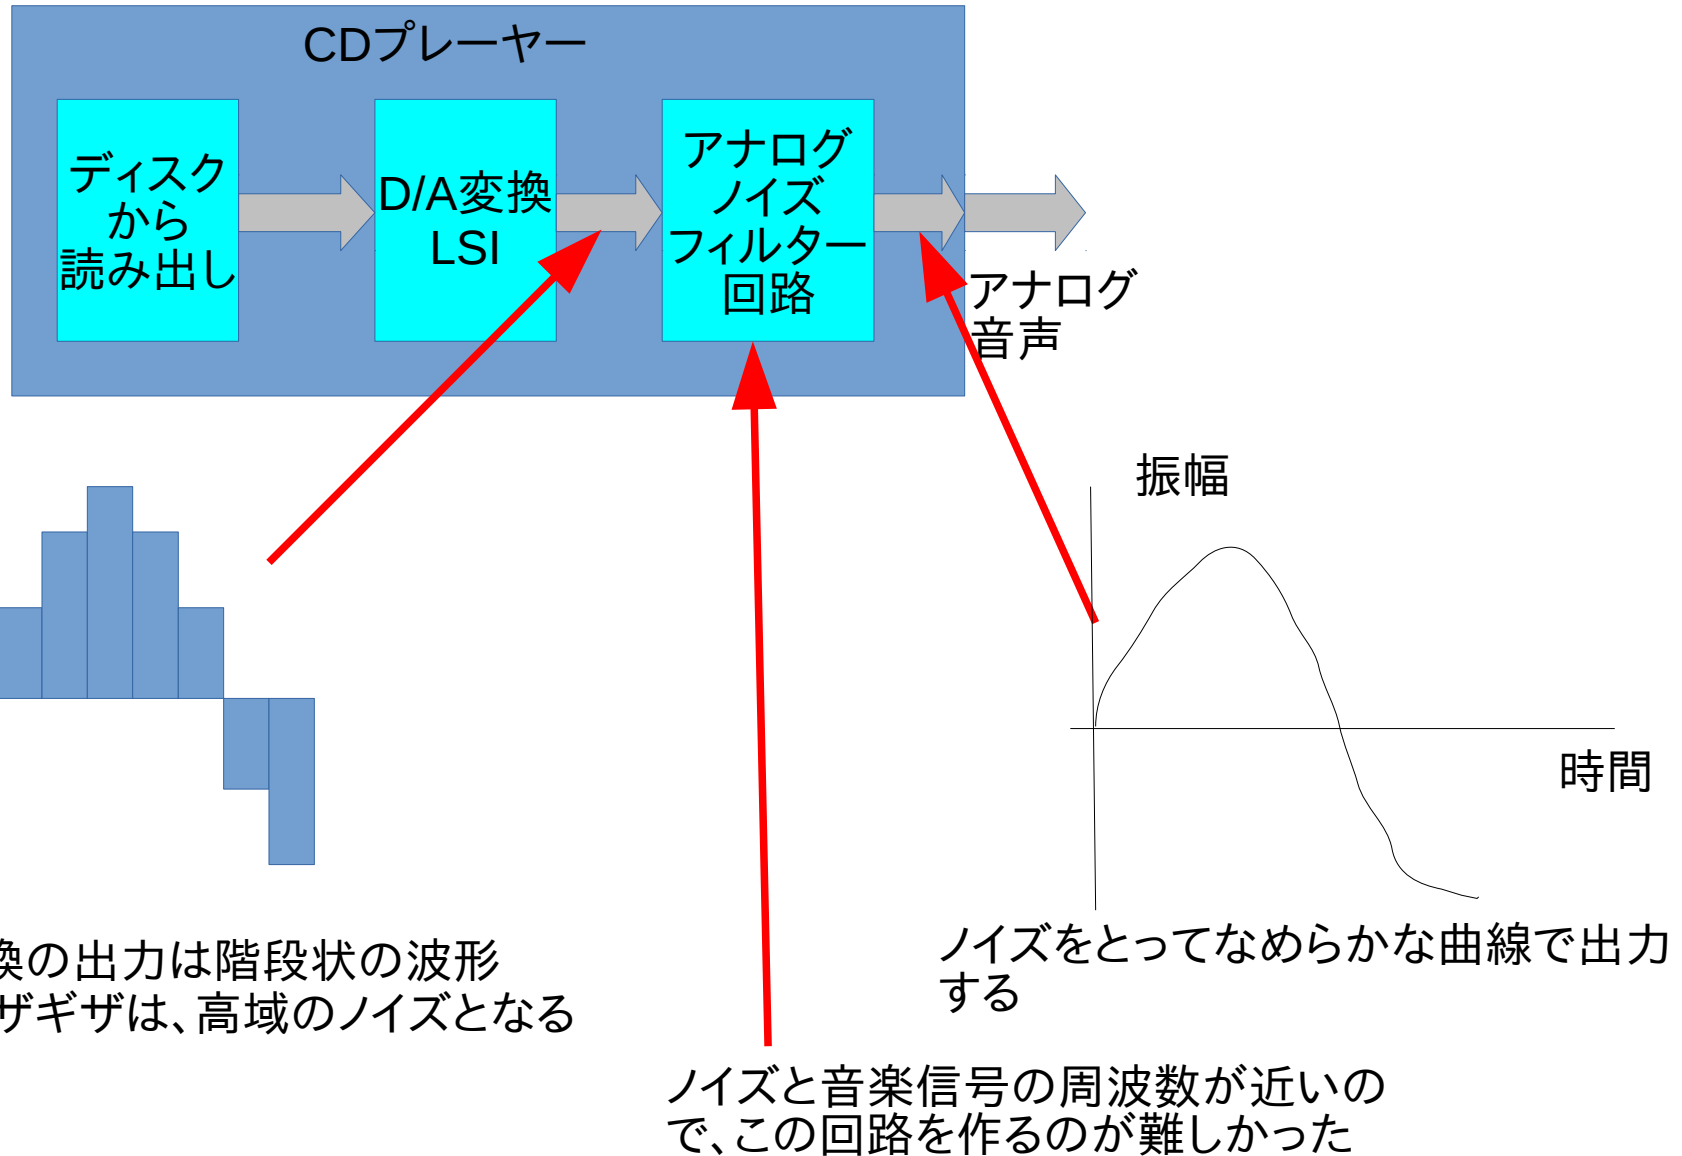 CDプレーヤー
ディスク
から
読み出し
D/A変換
LSI
アナログ
ノイズ
フィルター
回路
アナログ
音声
振幅
時間
換の出力は階段状の波形
ザギザは、高域のノイズとなる
ノイズをとってなめらかな曲線で出力
する
ノイズと音楽信号の周波数が近いの
で、この回路を作るのが難しかった